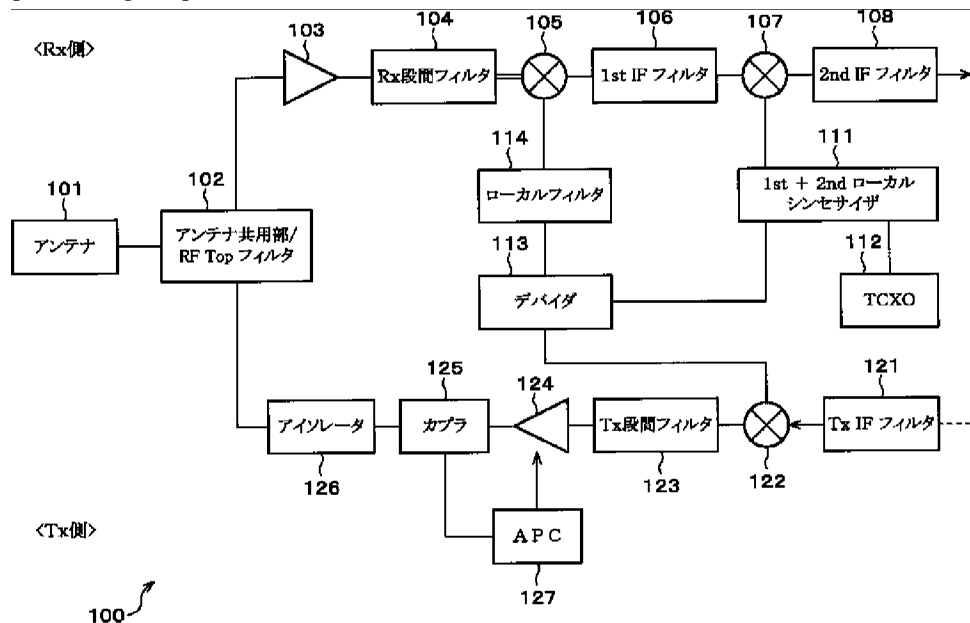 〈Rx側〉
103
104
105
106
107
108
Rx段間フィルタ
1st IF フィルタ
2nd IF フィルタ
114
111
ローカルフィルタ
1st + 2nd ローカル
シンセサイザ
101
102
アンテナ
アンテナ共用部/
RF Top フィルタ
113
112
デバイダ
TCXO
125
124
121
アイソレータ
カプラ
Tx段間フィルタ
Tx IF フィルタ
126
123
122
〈Tx側〉
APC
127
100